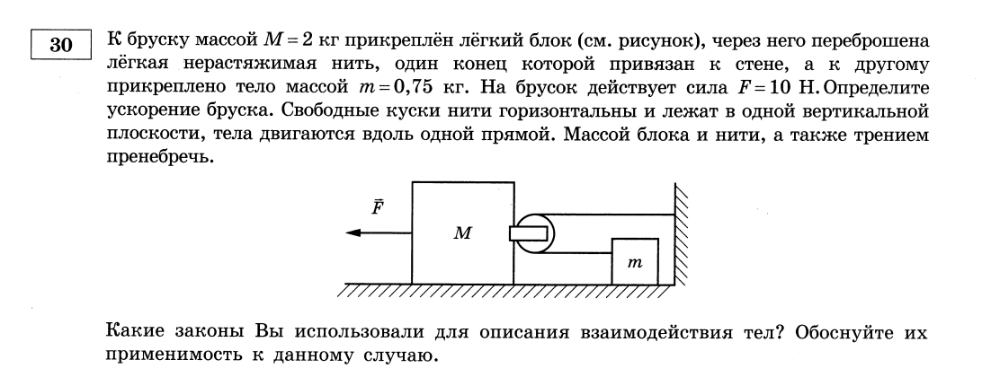 30
К бруску массой M = 2 кг прикреплён лёгкий блок (см. рисунок), через него переброшена
лёгкая нерастяжимая нить, один конец которой привязан к стене, а к другому
прикреплено тело массой m = 0,75 кг. На брусок действует сила F = 10 Н. Определите
ускорение бруска. Свободные куски нити горизонтальны и лежат в одной вертикальной
плоскости, тела двигаются вдоль одной прямой. Массой блока и нити, а также трением
пренебречь.
F⃗
M
m
Какие законы Вы использовали для описания взаимодействия тел? Обоснуйте их
применимость к данному случаю.